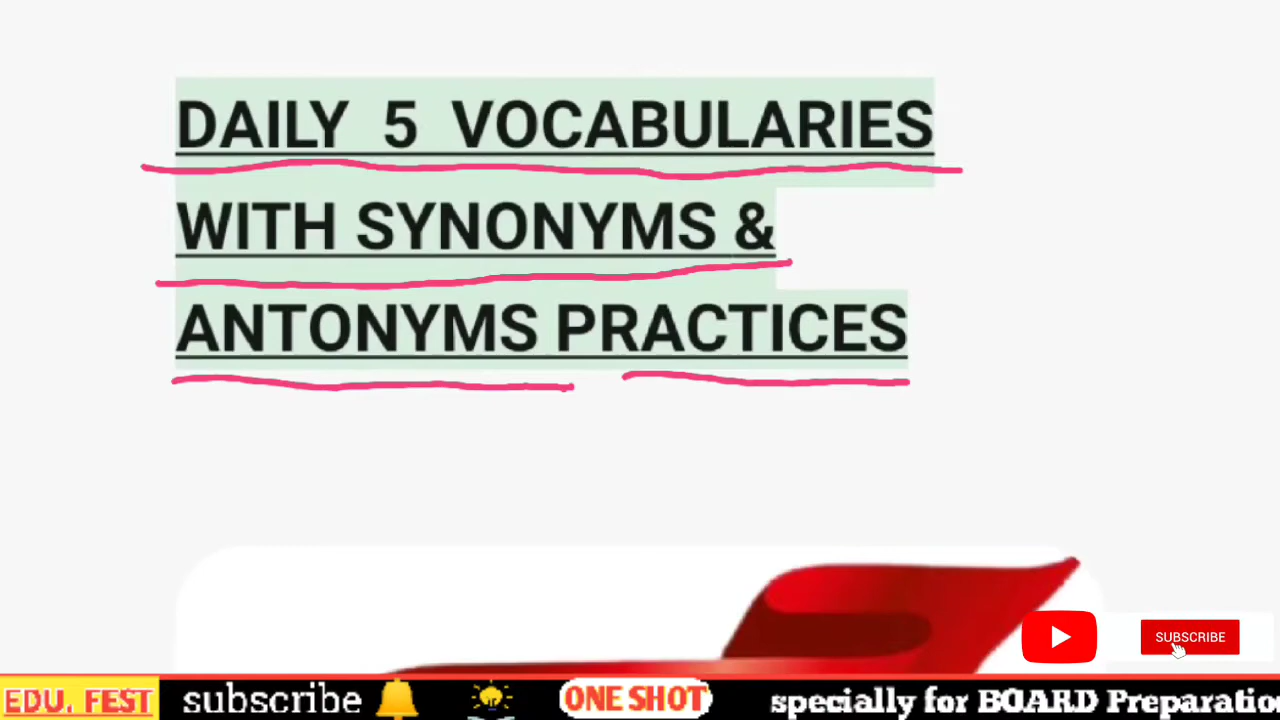 DAILY 5 VOCABULARIES
WITH SYNONYMS &
ANTONYMS PRACTICES
SUBSCRIBE
EDU. FEST subscribe ONE SHOT specially for BOARD Preparatio